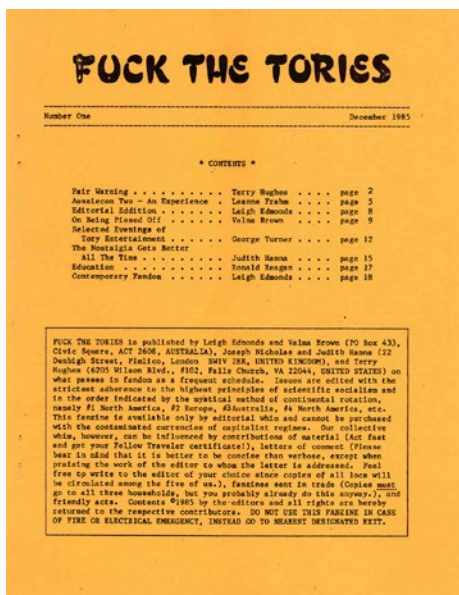 FUCK THE TORIES
Number One December 1985
* CONTENTS *
Fair Warning . . . . . . . . . . Terry Hughes . . . . page 2
Aussiecon Two - An Experience . Leanne Frahm . . . . page 5
Editorial Eddition . . . . . . . Leigh Edmonds . . . . page 8
On Being Pissed Off . . . . . . Valma Brown . . . . page 9
Selected Evenings of
Tory Entertainment . . . . . . . George Turner . . . . page 12
The Nostalgia Gets Better
All The Time . . . . . . . Judith Hanna . . . . page 15
Education . . . . . . . . . . . Ronald Reagan . . . . page 17
Contemporary Fandom . . . . . . Leigh Edmonds . . . . page 18
FUCK THE TORIES is published by Leigh Edmonds and Valma Brown (PO Box 433),
Civic Square, ACT 2608, AUSTRALIA), Joseph Nicholas and Judith Hanna (22
Denbigh Street, Pimlico, London SW1V 2ER, UNITED KINGDOM), and Terry
Hughes (6205 Wilson Blvd., #102, Falls Church, VA 22044, UNITED STATES) on
what passes in fandom as a frequent schedule. Issues are edited with the
strictest adherence to the highest principles of scientific socialism and
in the order indicated by the mystical method of continental rotation,
namely #1 North America, #2 Europe, #3Australia, #4 North America, etc.
This fanzine is available only by editorial whim and cannot be purchased
with the contaminated currencies of capitalist regimes. Our collective
whim, however, can be influenced by contributions of material (Act fast
and get your Fellow Traveler certificate!), letters of comment (Please
bear in mind that it is better to be concise than verbose, except when
praising the work of the editor to whom the letter is addressed. Feel
free to write to the editor of your choice since copies of all locs will
be circulated among the five of us.), fanzines sent in trade (Copies must
go to all three households, but you probably already do this anyway.), and
friendly acts. Contents ©1985 by the editors and all rights are hereby
returned to the respective contributors. DO NOT USE THIS FANZINE IN CASE
OF FIRE OR ELECTRICAL EMERGENCY, INSTEAD GO TO NEAREST DESIGNATED EXIT.